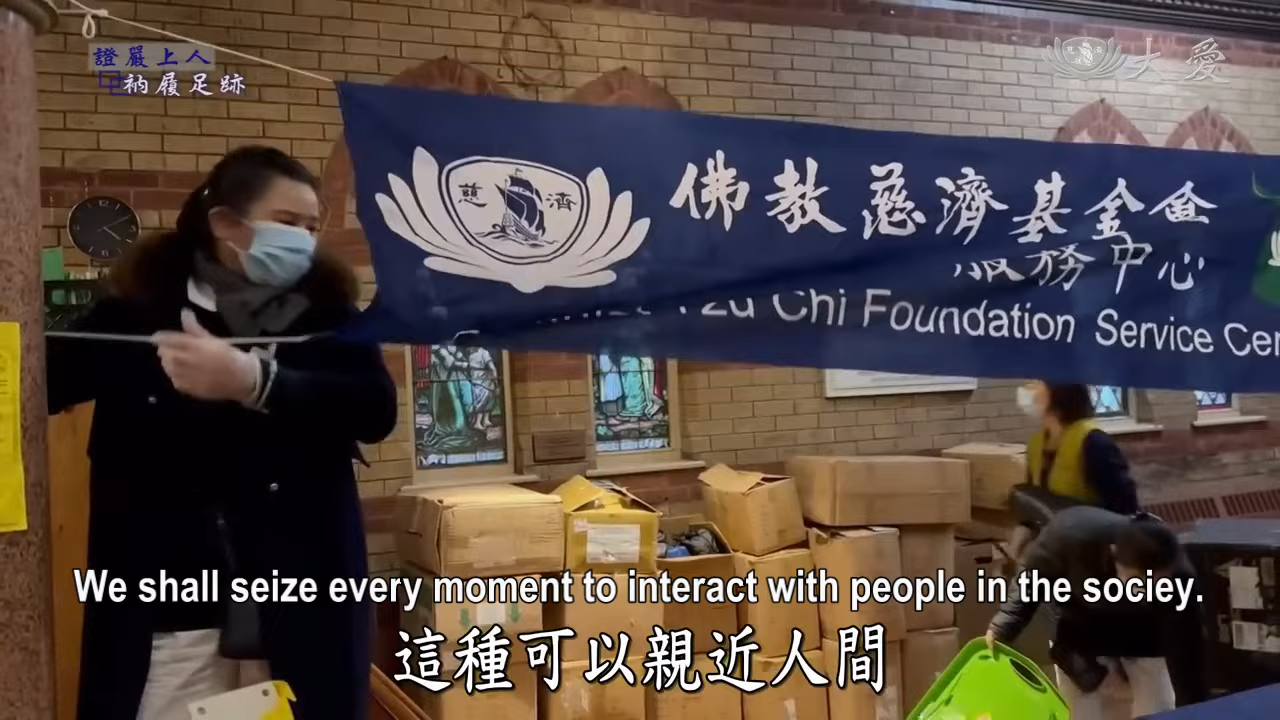 證嚴上人
衲履足跡
大愛
慈濟
佛教慈濟基金會
服務中心
Tzu Chi Foundation Service Cen
We shall seize every moment to interact with people in the sociey.
這種可以親近人間